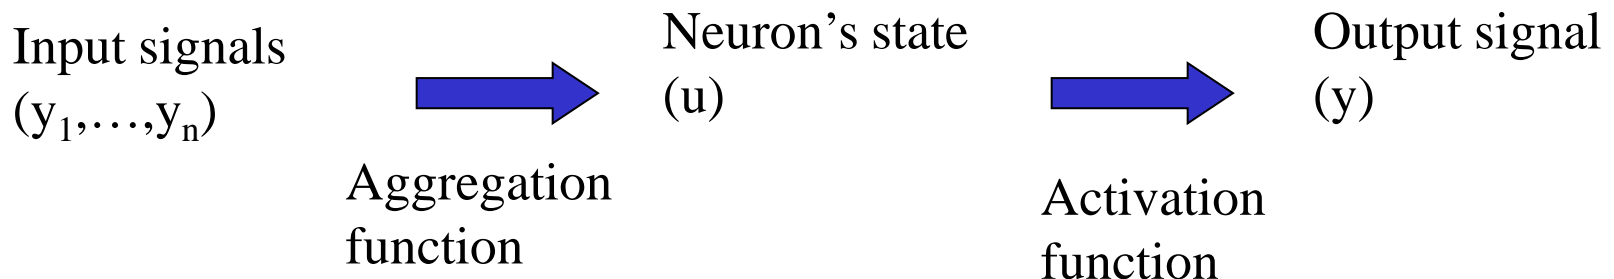 Input signals
(y₁,…,yₙ)
Aggregation
function
Neuron’s state
(u)
Activation
function
Output signal
(y)